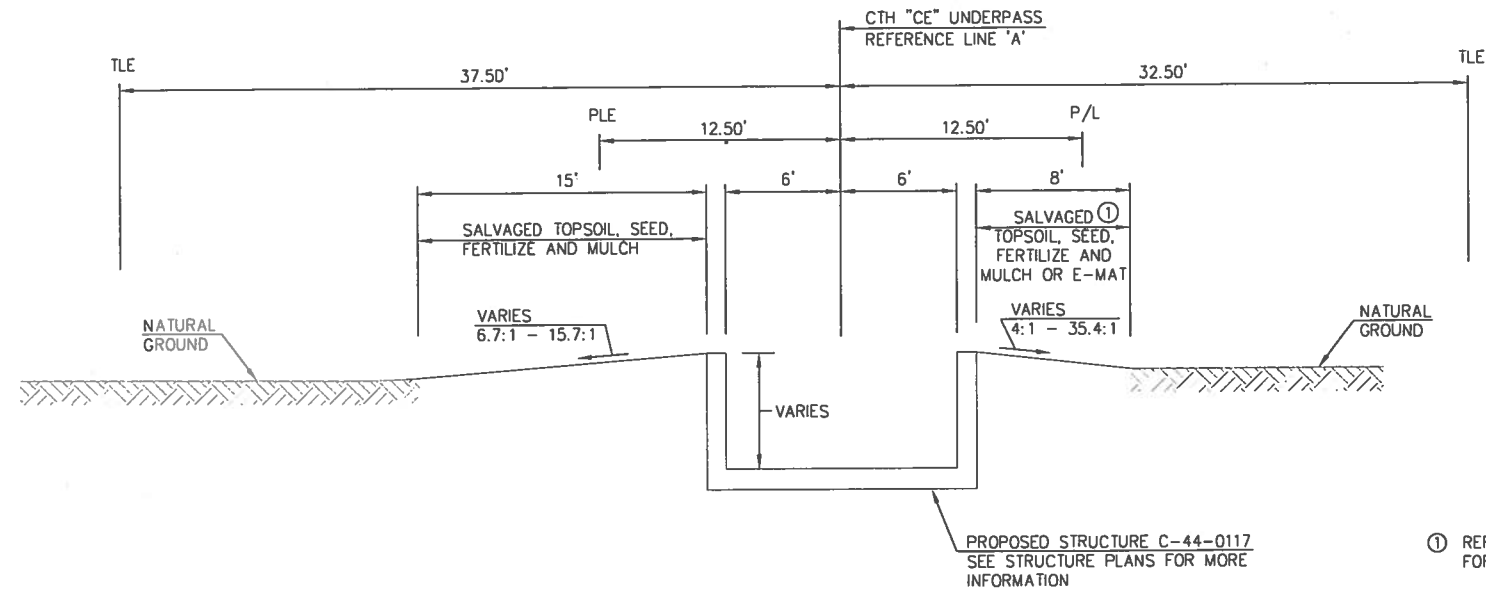 CTH "CE" UNDERPASS
REFERENCE LINE 'A'
TLE
37.50'
32.50'
TLE
PLE
12.50'
12.50'
P/L
15'
6'
6'
8'
SALVAGED TOPSOIL, SEED,
FERTILIZE AND MULCH
SALVAGED ①
TOPSOIL, SEED,
FERTILIZE AND
MULCH OR E-MAT
NATURAL
GROUND
VARIES
6.7:1 - 15.7:1
VARIES
4:1 - 35.4:1
NATURAL
GROUND
VARIES
PROPOSED STRUCTURE C-44-0117
SEE STRUCTURE PLANS FOR MORE
INFORMATION
① REF
FOR